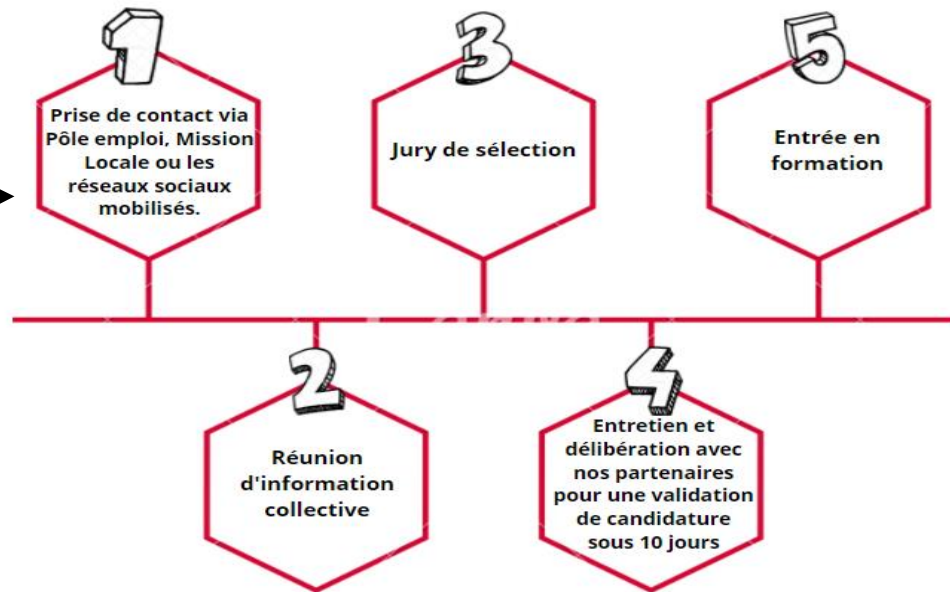 1
Prise de contact via
Pôle emploi, Mission
Locale ou les
réseaux sociaux
mobilisés.
2
Réunion
d'information
collective
3
Jury de sélection
4
Entretien et
délibération avec
nos partenaires
pour une validation
de candidature
sous 10 jours
5
Entrée en
formation